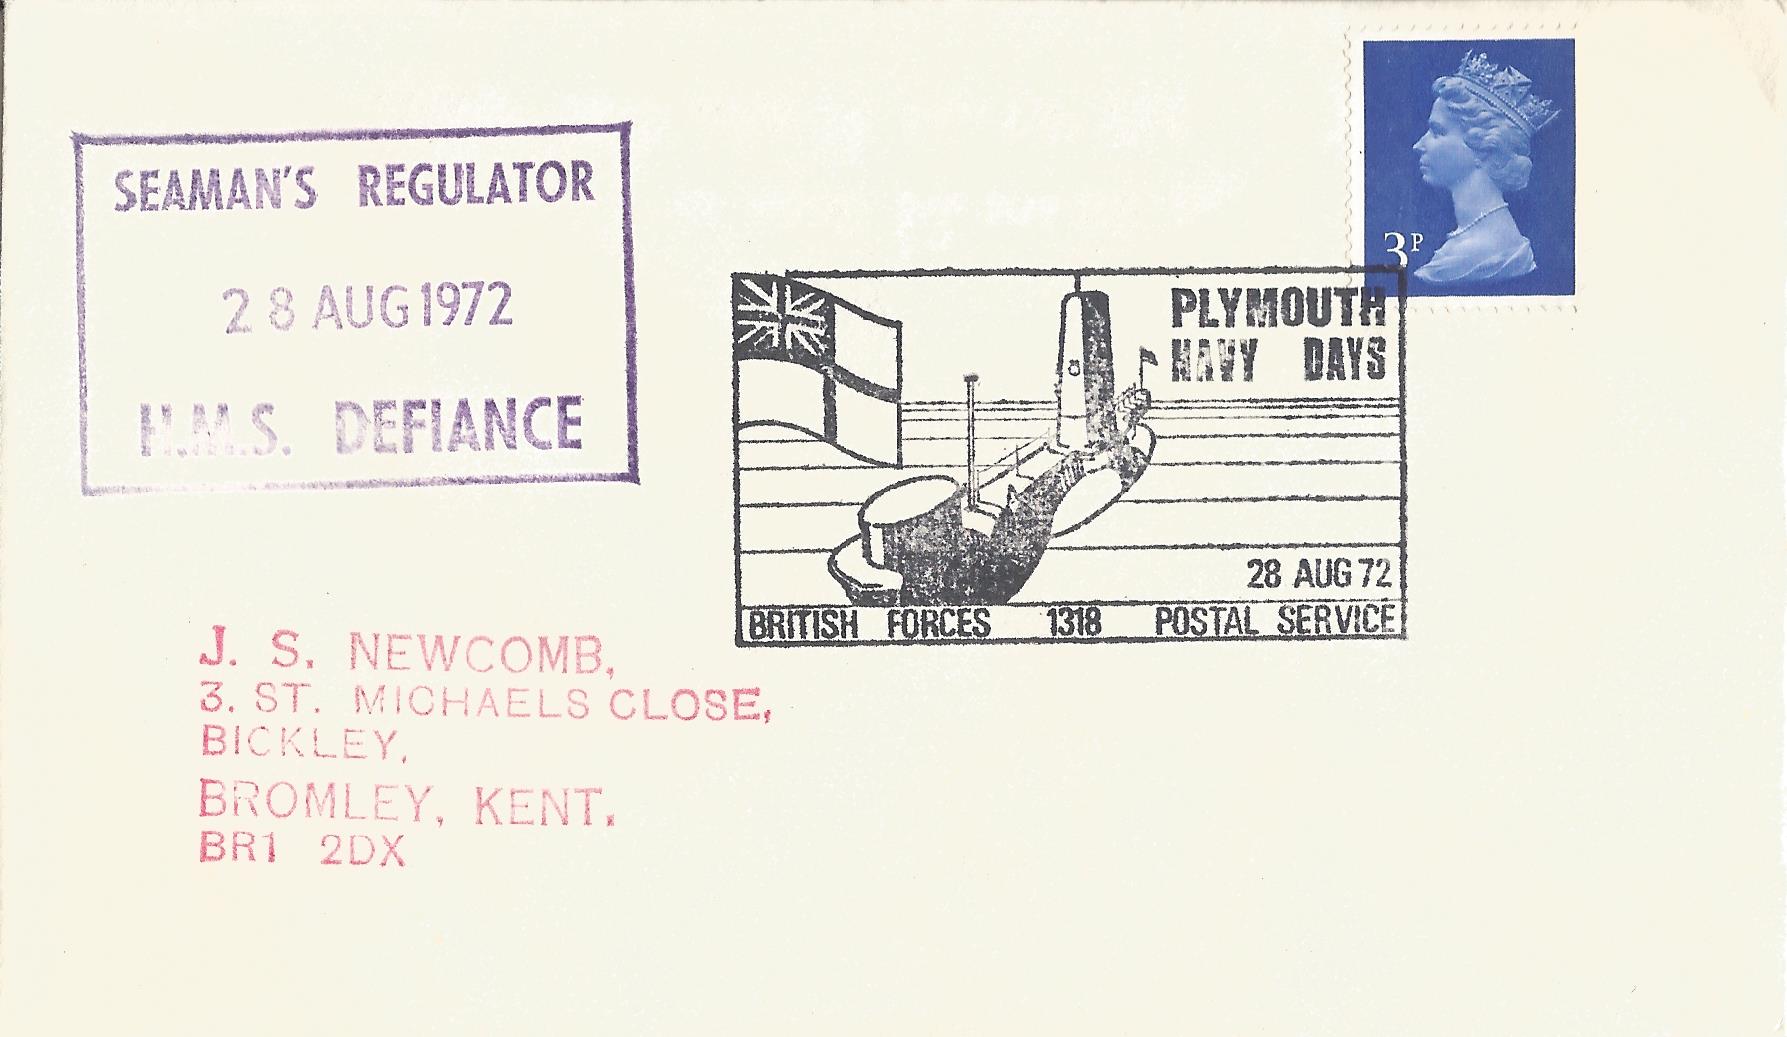 SEAMAN'S REGULATOR
28 AUG 1972
H.M.S. DEFIANCE
3P
PLYMOUTH
NAVY DAYS
28 AUG 72
BRITISH FORCES 1318 POSTAL SERVICE
J. S. NEWCOMB,
3. ST. MICHAELS CLOSE,
BICKLEY,
BROMLEY, KENT.
BR1 2DX